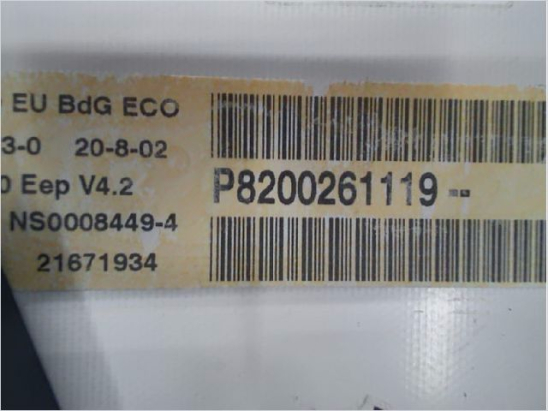 EU BdG ECO
3-0 20-8-02
0 Eep V4.2
NS0008449-4
21671934
P8200261119--